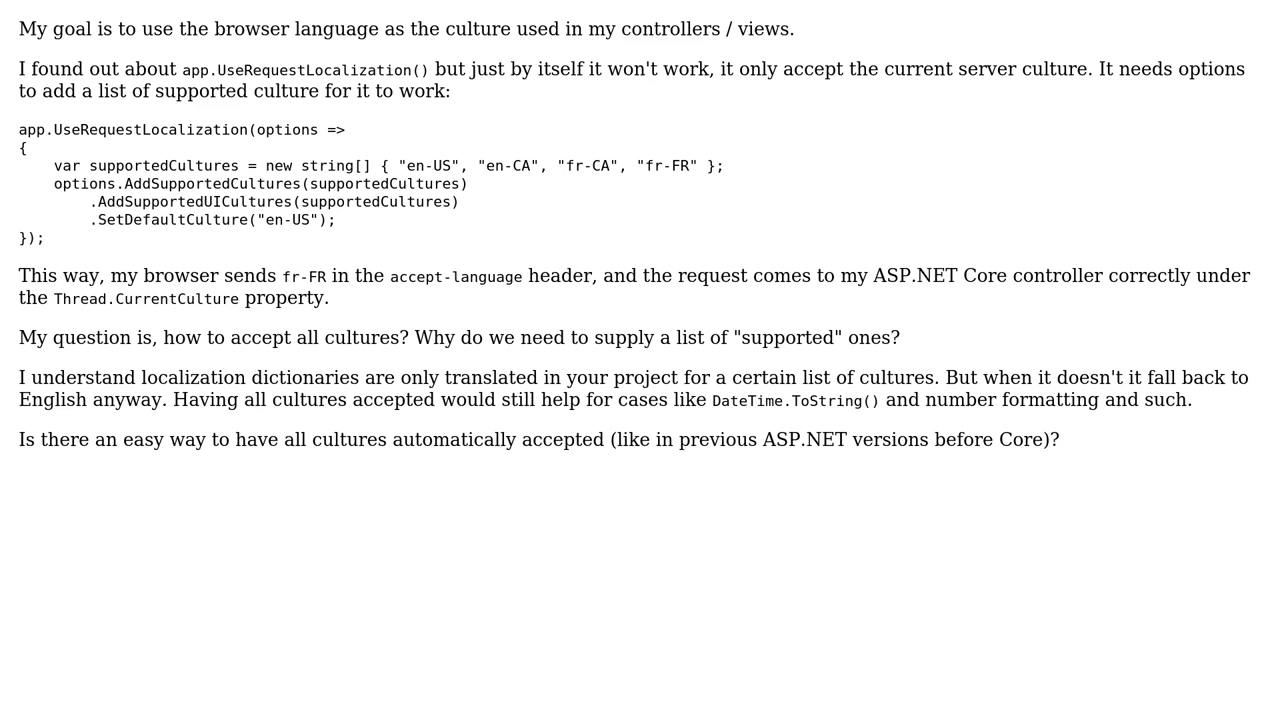 My goal is to use the browser language as the culture used in my controllers / views.
I found out about app.UseRequestLocalization() but just by itself it won't work, it only accept the current server culture. It needs options
to add a list of supported culture for it to work:
app.UseRequestLocalization(options =>
{
    var supportedCultures = new string[] { "en-US", "en-CA", "fr-CA", "fr-FR" };
    options.AddSupportedCultures(supportedCultures)
        .AddSupportedUICultures(supportedCultures)
        .SetDefaultCulture("en-US");
});
This way, my browser sends fr-FR in the accept-language header, and the request comes to my ASP.NET Core controller correctly under
the Thread.CurrentCulture property.
My question is, how to accept all cultures? Why do we need to supply a list of "supported" ones?
I understand localization dictionaries are only translated in your project for a certain list of cultures. But when it doesn't it fall back to
English anyway. Having all cultures accepted would still help for cases like DateTime.ToString() and number formatting and such.
Is there an easy way to have all cultures automatically accepted (like in previous ASP.NET versions before Core)?